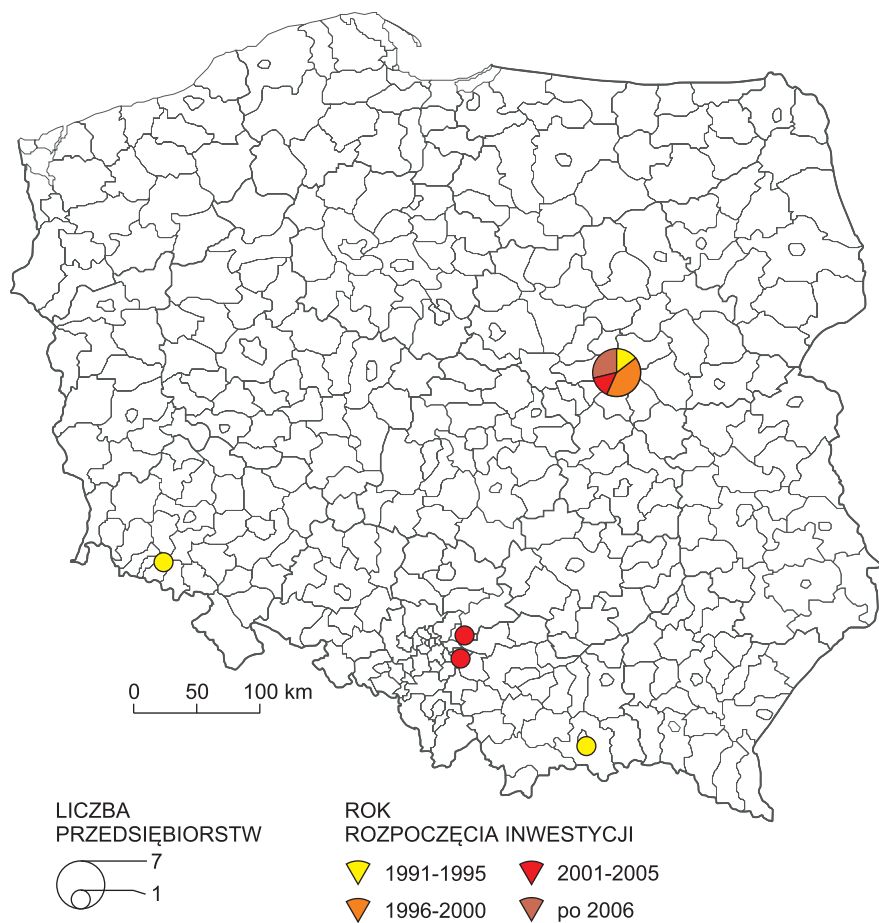 0 50 100 km
LICZBA
PRZEDSIĘBIORSTW
7
1
ROK
ROZPOCZĘCIA INWESTYCJI
1991-1995
2001-2005
1996-2000
po 2006